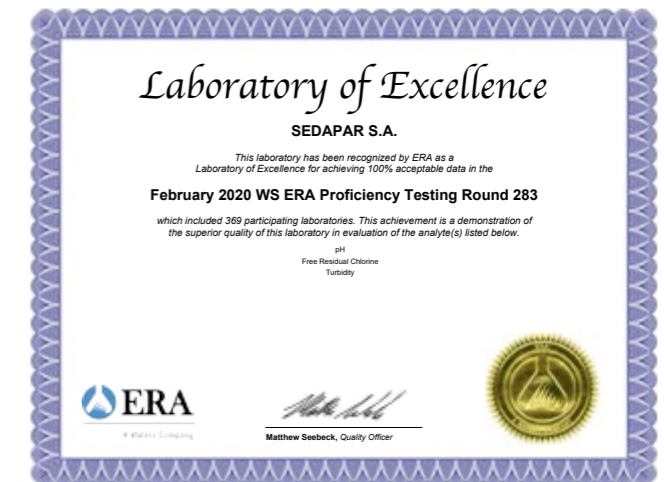 Laboratory of Excellence
SEDAPAR S.A.
This laboratory has been recognized by ERA as a
Laboratory of Excellence for achieving 100% acceptable data in the
February 2020 WS ERA Proficiency Testing Round 283
which included 369 participating laboratories. This achievement is a demonstration of
the superior quality of this laboratory in evaluation of the analyte(s) listed below.
pH
Free Residual Chlorine
Turbidity
ERA
A Waters Company
Matthew Seebeck, Quality Officer